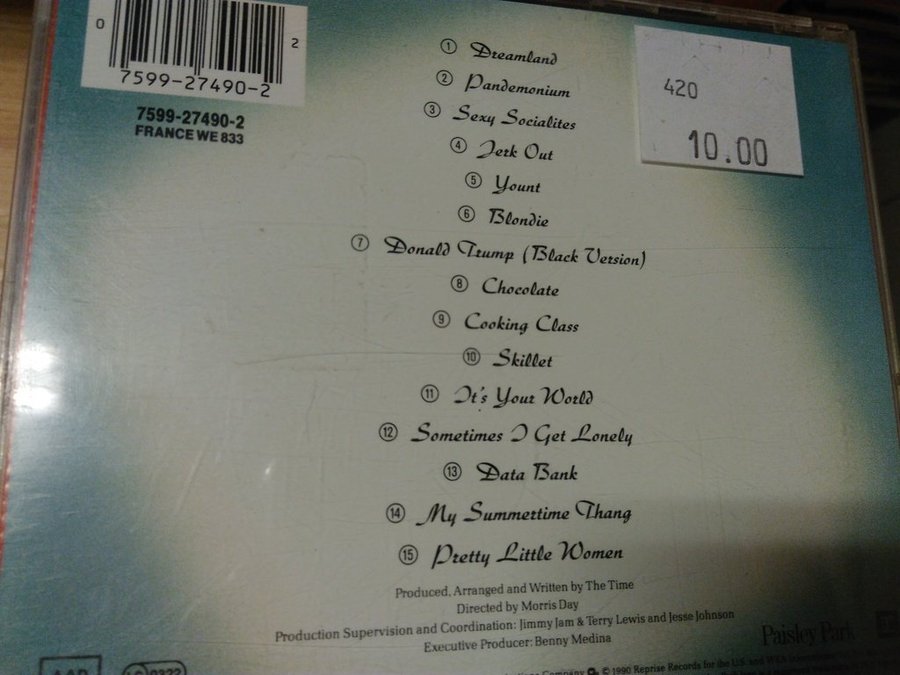 0
2
7599-27490-2
7599-27490-2
FRANCE WE 833
420
10.00
1 Dreamland
2 Pandemonium
3 Sexy Socialites
4 Jerk Out
5 Yount
6 Blondie
7 Donald Trump (Black Version)
8 Chocolate
9 Cooking Class
10 Skillet
11 It's Your World
12 Sometimes I Get Lonely
13 Data Bank
14 My Summertime Thang
15 Pretty Little Women
Produced, Arranged and Written by The Time
Directed by Morris Day
Production Supervision and Coordination: Jimmy Jam & Terry Lewis and Jesse Johnson
Executive Producer: Benny Medina
Paisley Park
© 1990 Reprise Records for the U.S. and WEA